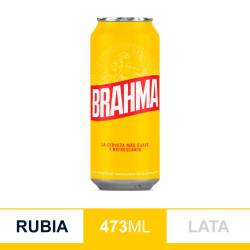 BRAHMA
LA CERVEZA MÁS SUAVE
Y REFRESCANTE
RUBIA 473ML LATA